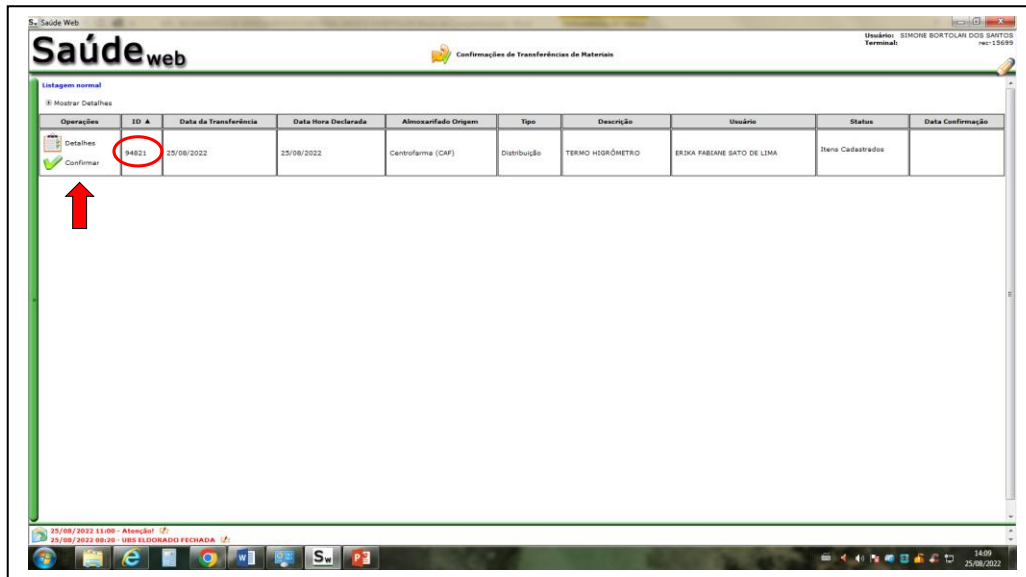 S. Saúde Web
Saúde web
Confirmações de Transferências de Materiais
Usuário: SIMONE BORTOLAN DOS SANTOS
Terminal: rec-15699
Listagem normal
Mostrar Detalhes
Operações ID ▲ Data da Transferência Data Hora Declarada Almoxarifado Origem Tipo Descrição Usuário Status Data Confirmação
Detalhes
Confirmar
94821 25/08/2022 25/08/2022 Centrofarma (CAF) Distribuição TERMO HIGRÔMETRO ERIKA FABIANE SATO DE LIMA Itens Cadastrados
25/08/2022 11:00 - Atenção!
25/08/2022 08:20 - UBS ELDORADO FECHADA
Sw
14:09
25/08/2022